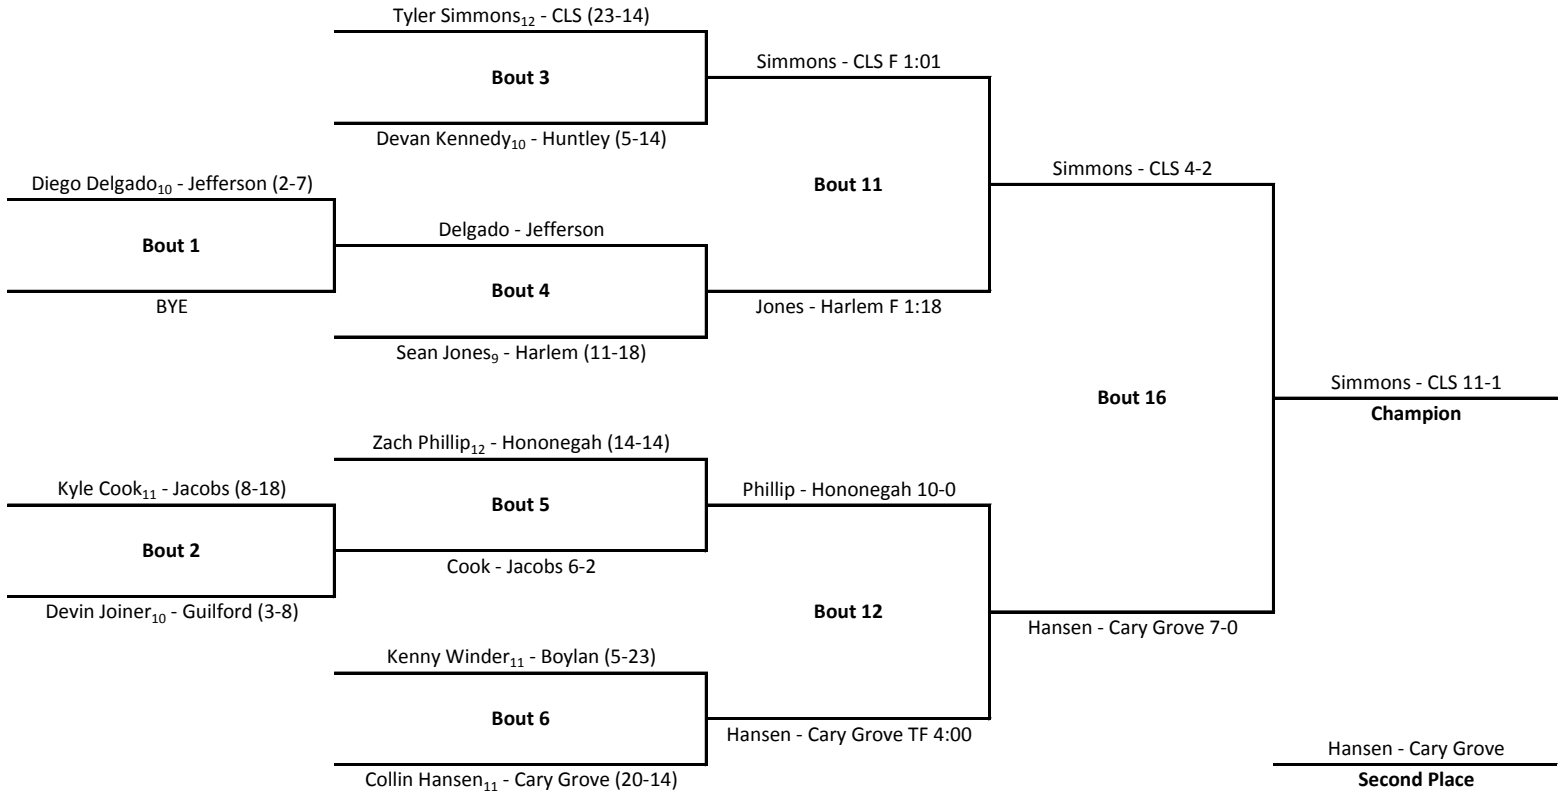 Tyler Simmons12 - CLS (23-14)
Bout 3
Devan Kennedy10 - Huntley (5-14)
Simmons - CLS F 1:01
Diego Delgado10 - Jefferson (2-7)
Bout 1
BYE
Delgado - Jefferson
Bout 4
Sean Jones9 - Harlem (11-18)
Bout 11
Jones - Harlem F 1:18
Simmons - CLS 4-2
Zach Phillip12 - Hononegah (14-14)
Kyle Cook11 - Jacobs (8-18)
Bout 2
Devin Joiner10 - Guilford (3-8)
Bout 5
Cook - Jacobs 6-2
Phillip - Hononegah 10-0
Bout 12
Kenny Winder11 - Boylan (5-23)
Bout 6
Collin Hansen11 - Cary Grove (20-14)
Hansen - Cary Grove TF 4:00
Hansen - Cary Grove 7-0
Bout 16
Simmons - CLS 11-1
Champion
Hansen - Cary Grove
Second Place